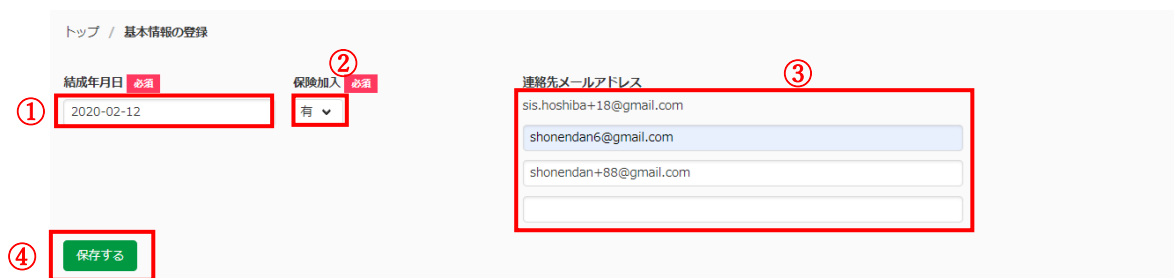 トップ / 基本情報の登録
②
結成年月日 必須 保険加入 必須 連絡先メールアドレス ③
① 2020-02-12 有 sis.hoshiba+18@gmail.com
shonendan6@gmail.com
shonendan+88@gmail.com
④ 保存する